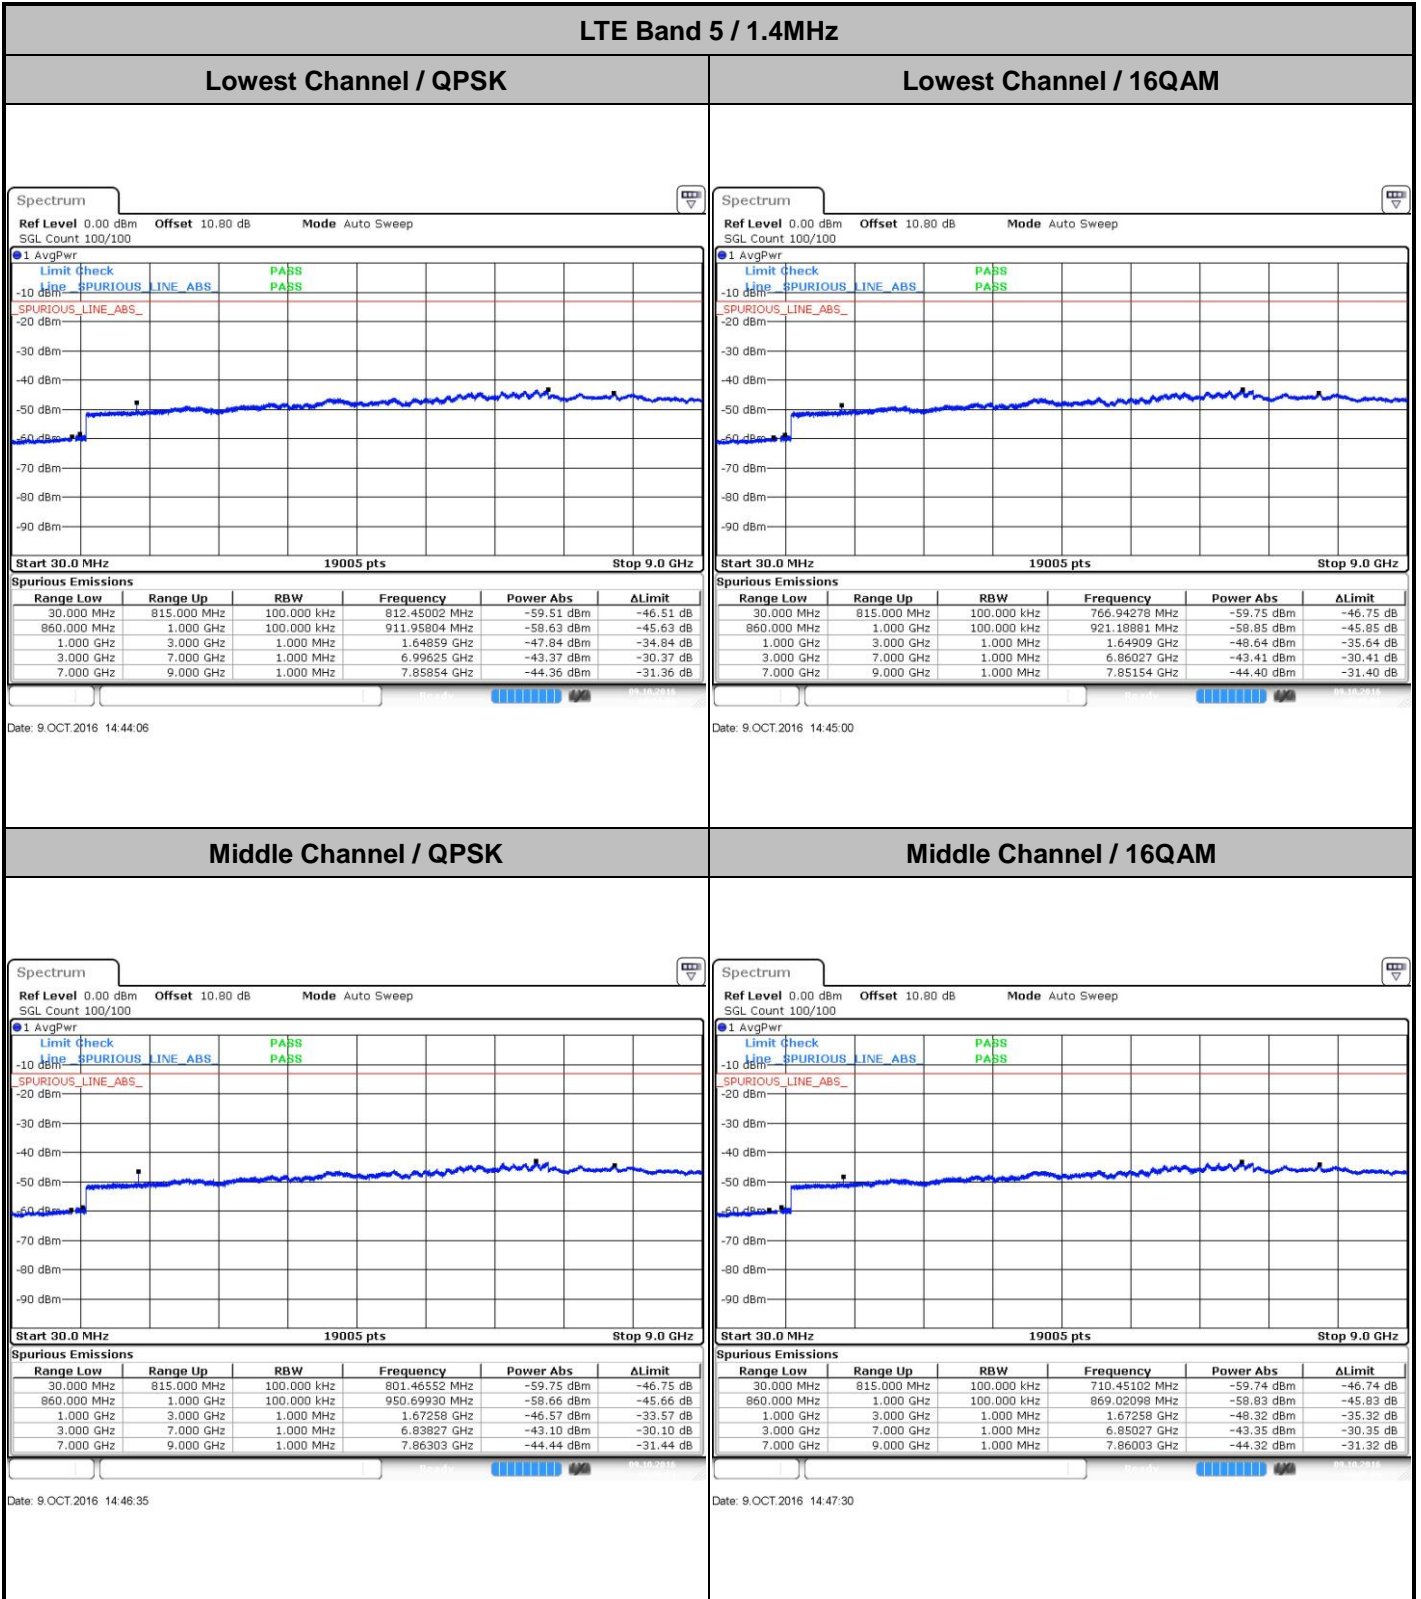 LTE Band 5 / 1.4MHz
Lowest Channel / QPSK
Lowest Channel / 16QAM
Spectrum
Ref Level 0.00 dBm Offset 10.80 dB Mode Auto Sweep
SGL Count 100/100
1 AvgPwr
Limit Check PASS
Line _SPURIOUS_LINE_ABS_ PASS
-10 dBm
_SPURIOUS_LINE_ABS_
-20 dBm
-30 dBm
-40 dBm
-50 dBm
-60 dBm
-70 dBm
-80 dBm
-90 dBm
Start 30.0 MHz 19005 pts Stop 9.0 GHz
Spurious Emissions
Range Low Range Up RBW Frequency Power Abs ΔLimit
30.000 MHz 815.000 MHz 100.000 kHz 812.45002 MHz -59.51 dBm -46.51 dB
860.000 MHz 1.000 GHz 100.000 kHz 911.95804 MHz -58.63 dBm -45.63 dB
1.000 GHz 3.000 GHz 1.000 MHz 1.64859 GHz -47.84 dBm -34.84 dB
3.000 GHz 7.000 GHz 1.000 MHz 6.99625 GHz -43.37 dBm -30.37 dB
7.000 GHz 9.000 GHz 1.000 MHz 7.85854 GHz -44.36 dBm -31.36 dB
Ready 09.10.2016
Date: 9.OCT.2016 14:44:06
Spectrum
Ref Level 0.00 dBm Offset 10.80 dB Mode Auto Sweep
SGL Count 100/100
1 AvgPwr
Limit Check PASS
Line _SPURIOUS_LINE_ABS_ PASS
-10 dBm
_SPURIOUS_LINE_ABS_
-20 dBm
-30 dBm
-40 dBm
-50 dBm
-60 dBm
-70 dBm
-80 dBm
-90 dBm
Start 30.0 MHz 19005 pts Stop 9.0 GHz
Spurious Emissions
Range Low Range Up RBW Frequency Power Abs ΔLimit
30.000 MHz 815.000 MHz 100.000 kHz 766.94278 MHz -59.75 dBm -46.75 dB
860.000 MHz 1.000 GHz 100.000 kHz 921.18881 MHz -58.85 dBm -45.85 dB
1.000 GHz 3.000 GHz 1.000 MHz 1.64909 GHz -48.64 dBm -35.64 dB
3.000 GHz 7.000 GHz 1.000 MHz 6.86027 GHz -43.41 dBm -30.41 dB
7.000 GHz 9.000 GHz 1.000 MHz 7.85154 GHz -44.40 dBm -31.40 dB
Ready 09.10.2016
Date: 9.OCT.2016 14:45:00
Middle Channel / QPSK
Middle Channel / 16QAM
Spectrum
Ref Level 0.00 dBm Offset 10.80 dB Mode Auto Sweep
SGL Count 100/100
1 AvgPwr
Limit Check PASS
Line _SPURIOUS_LINE_ABS_ PASS
-10 dBm
_SPURIOUS_LINE_ABS_
-20 dBm
-30 dBm
-40 dBm
-50 dBm
-60 dBm
-70 dBm
-80 dBm
-90 dBm
Start 30.0 MHz 19005 pts Stop 9.0 GHz
Spurious Emissions
Range Low Range Up RBW Frequency Power Abs ΔLimit
30.000 MHz 815.000 MHz 100.000 kHz 801.46552 MHz -59.75 dBm -46.75 dB
860.000 MHz 1.000 GHz 100.000 kHz 950.69930 MHz -58.66 dBm -45.66 dB
1.000 GHz 3.000 GHz 1.000 MHz 1.67258 GHz -46.57 dBm -33.57 dB
3.000 GHz 7.000 GHz 1.000 MHz 6.83827 GHz -43.10 dBm -30.10 dB
7.000 GHz 9.000 GHz 1.000 MHz 7.86303 GHz -44.44 dBm -31.44 dB
Ready 09.10.2016
Date: 9.OCT.2016 14:46:35
Spectrum
Ref Level 0.00 dBm Offset 10.80 dB Mode Auto Sweep
SGL Count 100/100
1 AvgPwr
Limit Check PASS
Line _SPURIOUS_LINE_ABS_ PASS
-10 dBm
_SPURIOUS_LINE_ABS_
-20 dBm
-30 dBm
-40 dBm
-50 dBm
-60 dBm
-70 dBm
-80 dBm
-90 dBm
Start 30.0 MHz 19005 pts Stop 9.0 GHz
Spurious Emissions
Range Low Range Up RBW Frequency Power Abs ΔLimit
30.000 MHz 815.000 MHz 100.000 kHz 710.45102 MHz -59.74 dBm -46.74 dB
860.000 MHz 1.000 GHz 100.000 kHz 869.02098 MHz -58.83 dBm -45.83 dB
1.000 GHz 3.000 GHz 1.000 MHz 1.67258 GHz -48.32 dBm -35.32 dB
3.000 GHz 7.000 GHz 1.000 MHz 6.85027 GHz -43.35 dBm -30.35 dB
7.000 GHz 9.000 GHz 1.000 MHz 7.86003 GHz -44.32 dBm -31.32 dB
Ready 09.10.2016
Date: 9.OCT.2016 14:47:30